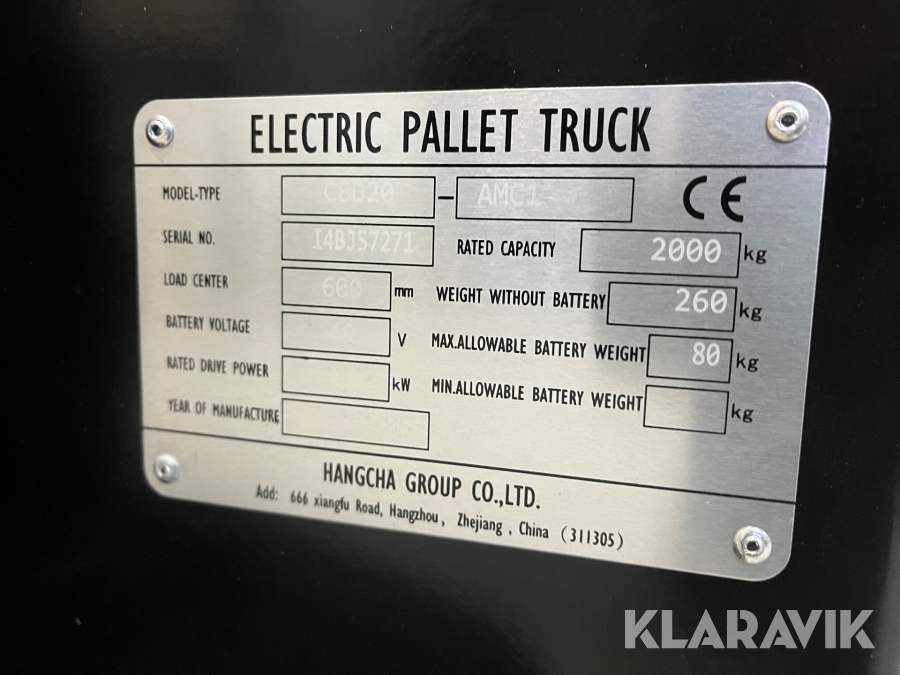 ELECTRIC PALLET TRUCK
MODEL-TYPE CBD20 - AMC1- CE
SERIAL NO. I4BJ57271 RATED CAPACITY 2000 kg
LOAD CENTER 600 mm WEIGHT WITHOUT BATTERY 260 kg
BATTERY VOLTAGE V MAX.ALLOWABLE BATTERY WEIGHT 80 kg
RATED DRIVE POWER kW MIN.ALLOWABLE BATTERY WEIGHT kg
YEAR OF MANUFACTURE
HANGCHA GROUP CO.,LTD.
Add: 666 xiangfu Road, Hangzhou, Zhejiang, China (311305)
KLARAVIK